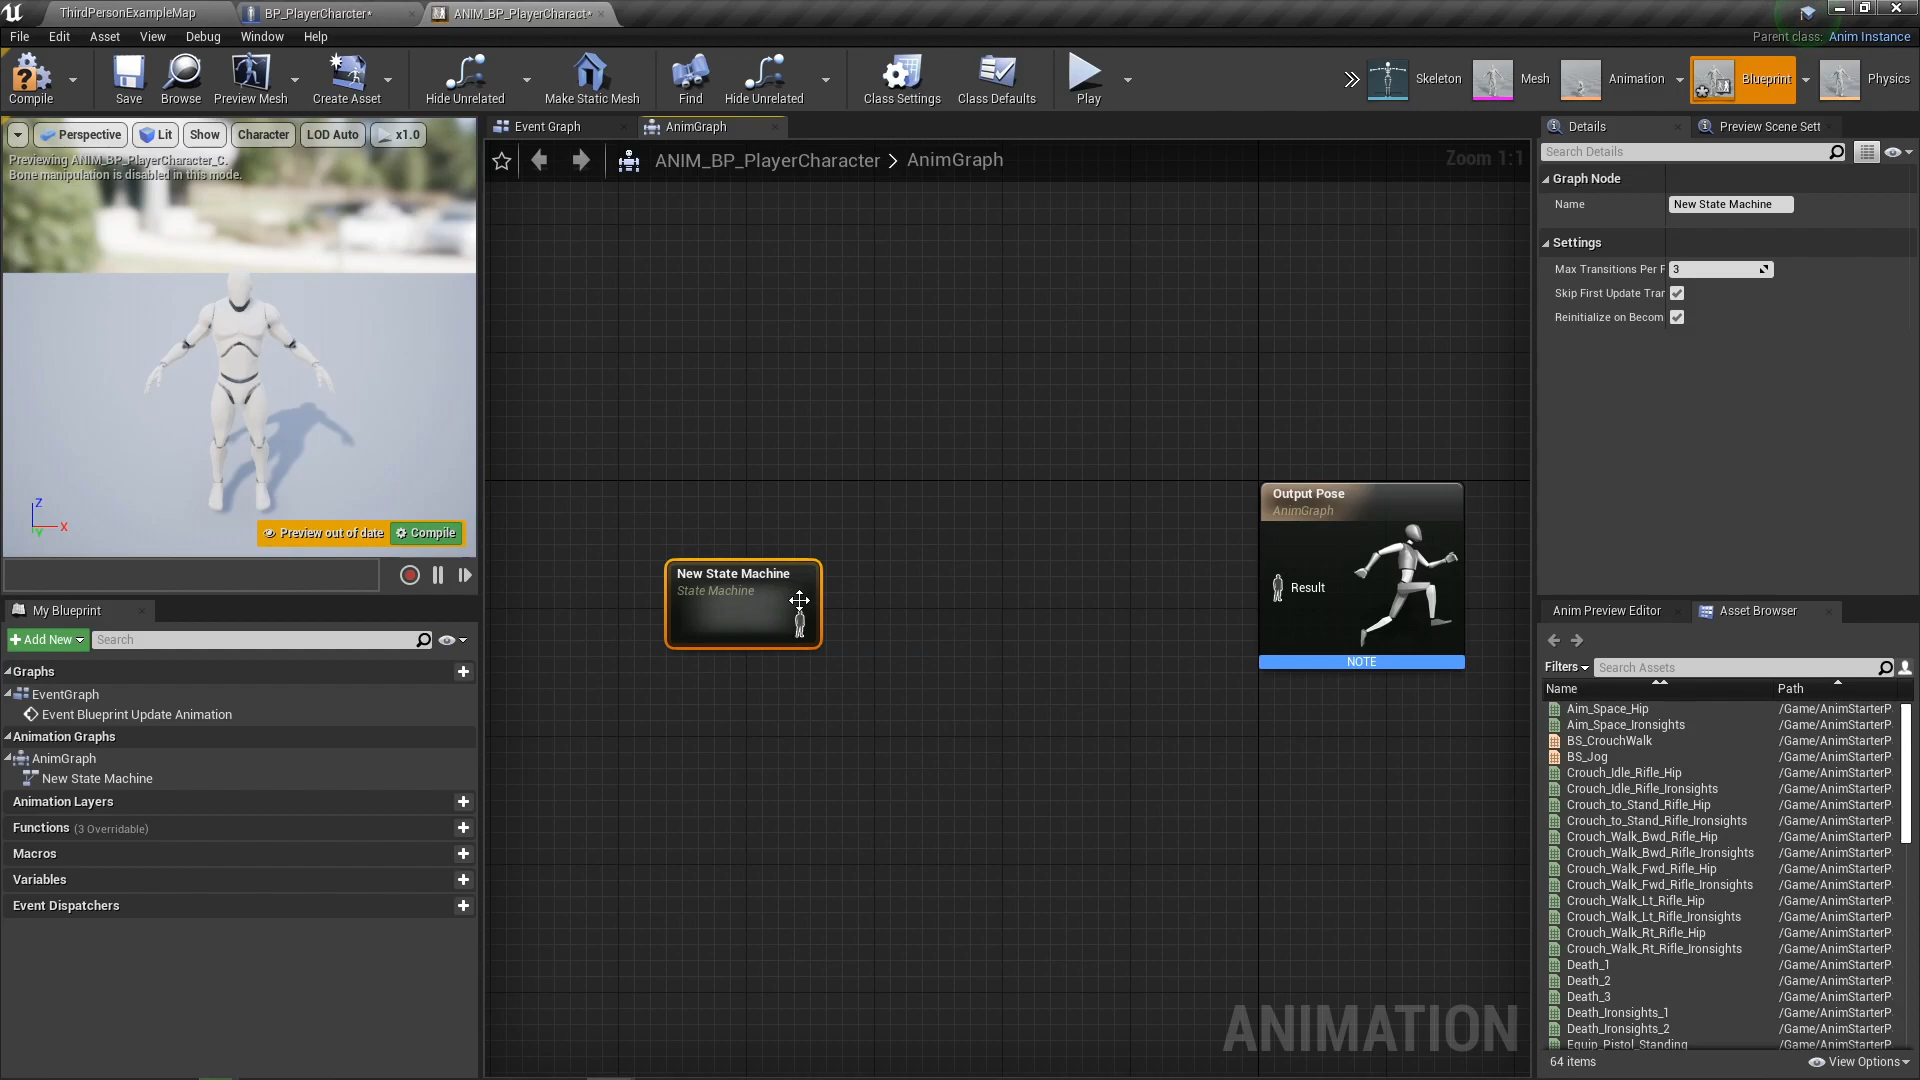 ThirdPersonExampleMap
BP_PlayerCharcter*
ANIM_BP_PlayerCharact*
File Edit Asset View Debug Window Help
Parent class: Anim Instance
Compile
Save
Browse
Preview Mesh
Create Asset
Hide Unrelated
Make Static Mesh
Find
Hide Unrelated
Class Settings
Class Defaults
Play
Skeleton
Mesh
Animation
Blueprint
Physics
Perspective
Lit
Show
Character
LOD Auto
x1.0
Previewing ANIM_BP_PlayerCharacter_C.
Bone manipulation is disabled in this mode.
Z
X
Y
Preview out of date
Compile
My Blueprint
Add New
Search
Graphs
EventGraph
Event Blueprint Update Animation
Animation Graphs
AnimGraph
New State Machine
Animation Layers
Functions (3 Overridable)
Macros
Variables
Event Dispatchers
Event Graph
AnimGraph
ANIM_BP_PlayerCharacter > AnimGraph
Zoom 1:1
New State Machine
State Machine
Output Pose
AnimGraph
Result
NOTE
ANIMATION
Details
Preview Scene Sett
Search Details
Graph Node
Name New State Machine
Settings
Max Transitions Per F 3
Skip First Update Tran
Reinitialize on Becom
Anim Preview Editor
Asset Browser
Filters
Search Assets
Name Path
Aim_Space_Hip /Game/AnimStarterP
Aim_Space_Ironsights /Game/AnimStarterP
BS_CrouchWalk /Game/AnimStarterP
BS_Jog /Game/AnimStarterP
Crouch_Idle_Rifle_Hip /Game/AnimStarterP
Crouch_Idle_Rifle_Ironsights /Game/AnimStarterP
Crouch_to_Stand_Rifle_Hip /Game/AnimStarterP
Crouch_to_Stand_Rifle_Ironsights /Game/AnimStarterP
Crouch_Walk_Bwd_Rifle_Hip /Game/AnimStarterP
Crouch_Walk_Bwd_Rifle_Ironsights /Game/AnimStarterP
Crouch_Walk_Fwd_Rifle_Hip /Game/AnimStarterP
Crouch_Walk_Fwd_Rifle_Ironsights /Game/AnimStarterP
Crouch_Walk_Lt_Rifle_Hip /Game/AnimStarterP
Crouch_Walk_Lt_Rifle_Ironsights /Game/AnimStarterP
Crouch_Walk_Rt_Rifle_Hip /Game/AnimStarterP
Crouch_Walk_Rt_Rifle_Ironsights /Game/AnimStarterP
Death_1 /Game/AnimStarterP
Death_2 /Game/AnimStarterP
Death_3 /Game/AnimStarterP
Death_Ironsights_1 /Game/AnimStarterP
Death_Ironsights_2 /Game/AnimStarterP
Equip_Pistol_Standing /Game/AnimStarterP
64 items
View Options